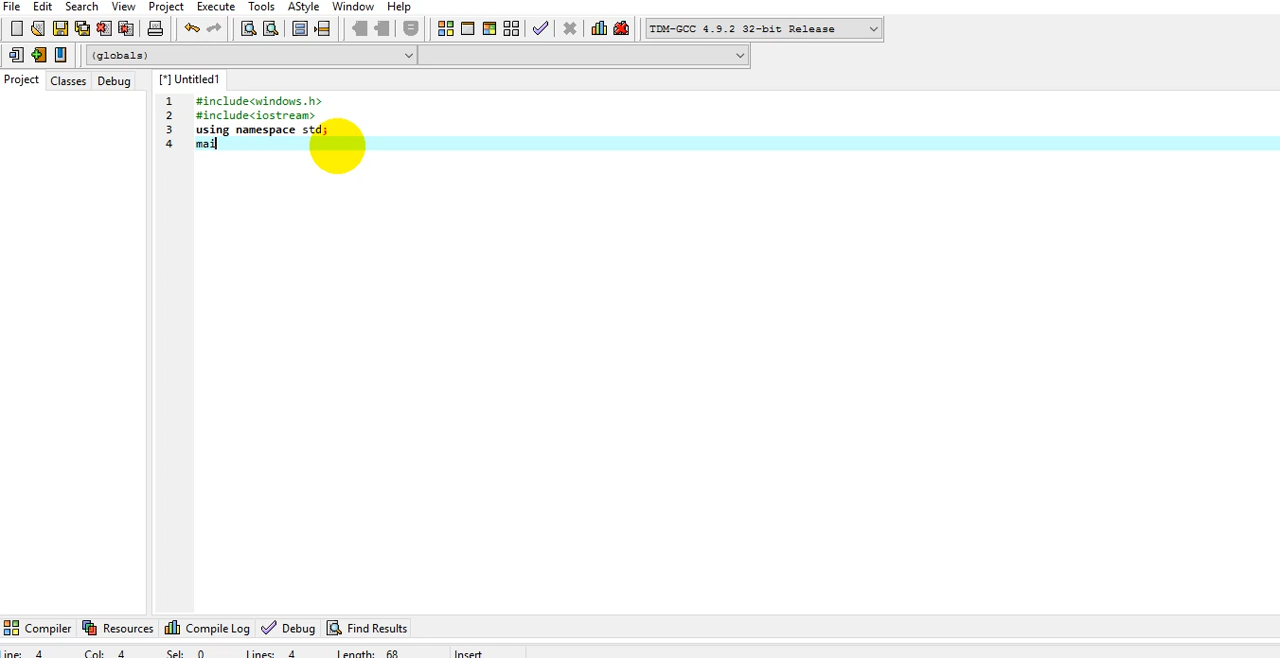 File Edit Search View Project Execute Tools AStyle Window Help
TDM-GCC 4.9.2 32-bit Release
(globals)
Project Classes Debug [*] Untitled1
1 #include<windows.h>
2 #include<iostream>
3 using namespace std;
4 mai
Compiler Resources Compile Log Debug Find Results
Line: 4 Col: 4 Sel: 0 Lines: 4 Length: 68 Insert